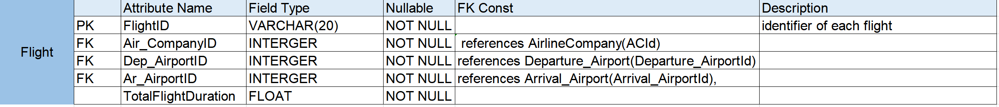 Attribute Name Field Type Nullable FK Const Description
PK FlightID VARCHAR(20) NOT NULL identifier of each flight
FK Air_CompanyID INTERGER NOT NULL references AirlineCompany(ACId)
Flight
FK Dep_AirportID INTERGER NOT NULL references Departure_Airport(Departure_AirportId)
FK Ar_AirportID INTERGER NOT NULL references Arrival_Airport(Arrival_AirportId),
TotalFlightDuration FLOAT NOT NULL